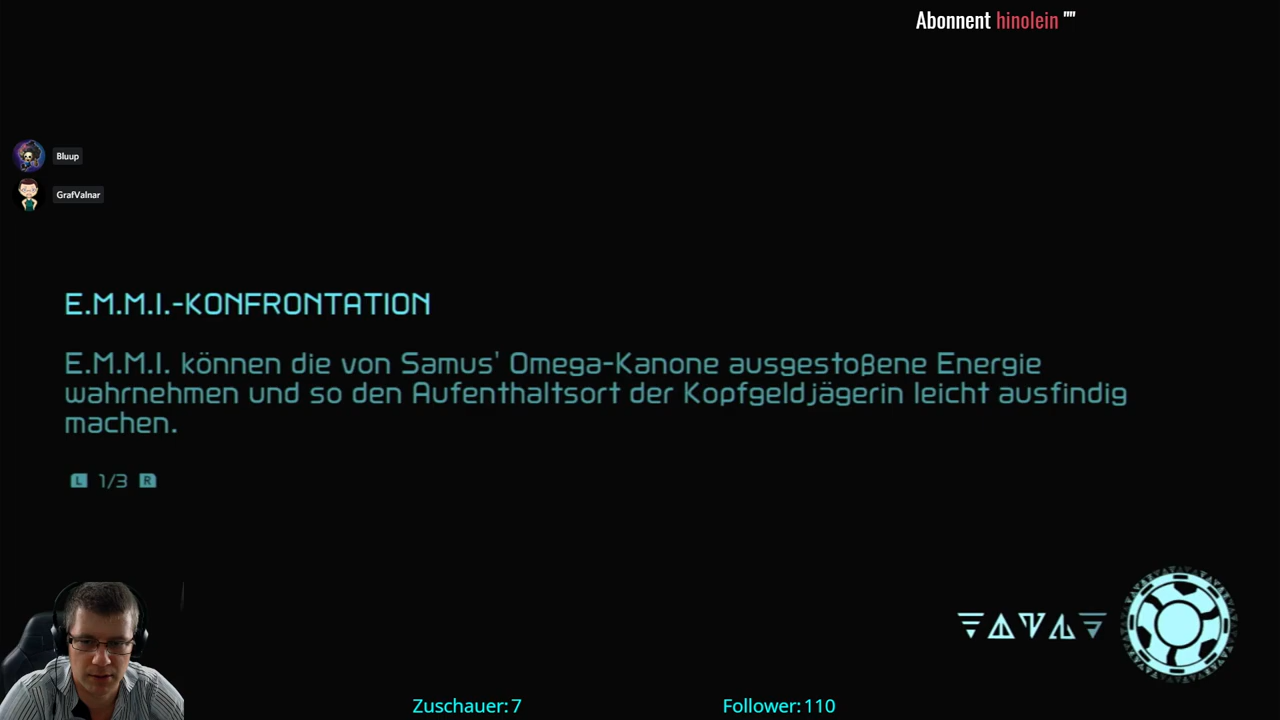 Abonnent hinolein ""
Bluup
GrafValnar
E.M.M.I.-KONFRONTATION
E.M.M.I. können die von Samus' Omega-Kanone ausgestoßene Energie
wahrnehmen und so den Aufenthaltsort der Kopfgeldjägerin leicht ausfindig
machen.
L 1/3 R
Zuschauer: 7
Follower: 110